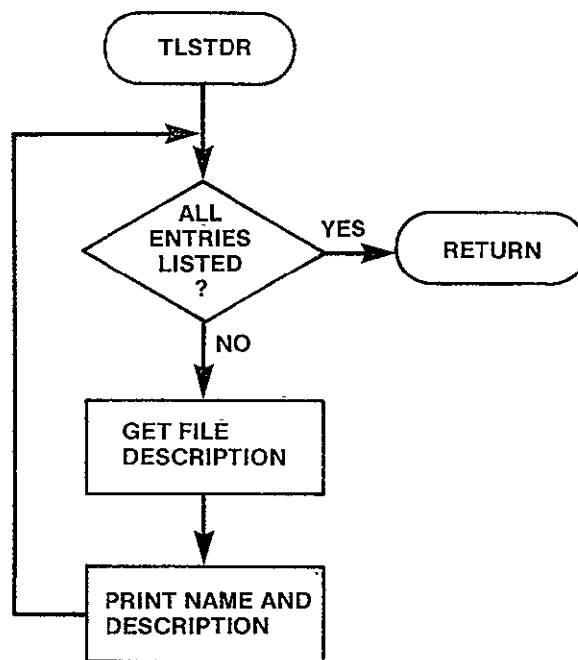 TLSTDR
ALL
ENTRIES
LISTED
?
YES
RETURN
NO
GET FILE
DESCRIPTION
PRINT NAME AND
DESCRIPTION